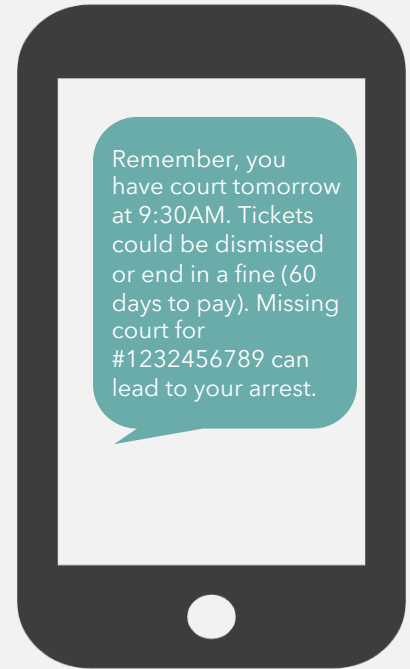 Remember, you
have court tomorrow
at 9:30AM. Tickets
could be dismissed
or end in a fine (60
days to pay). Missing
court for
#1232456789 can
lead to your arrest.